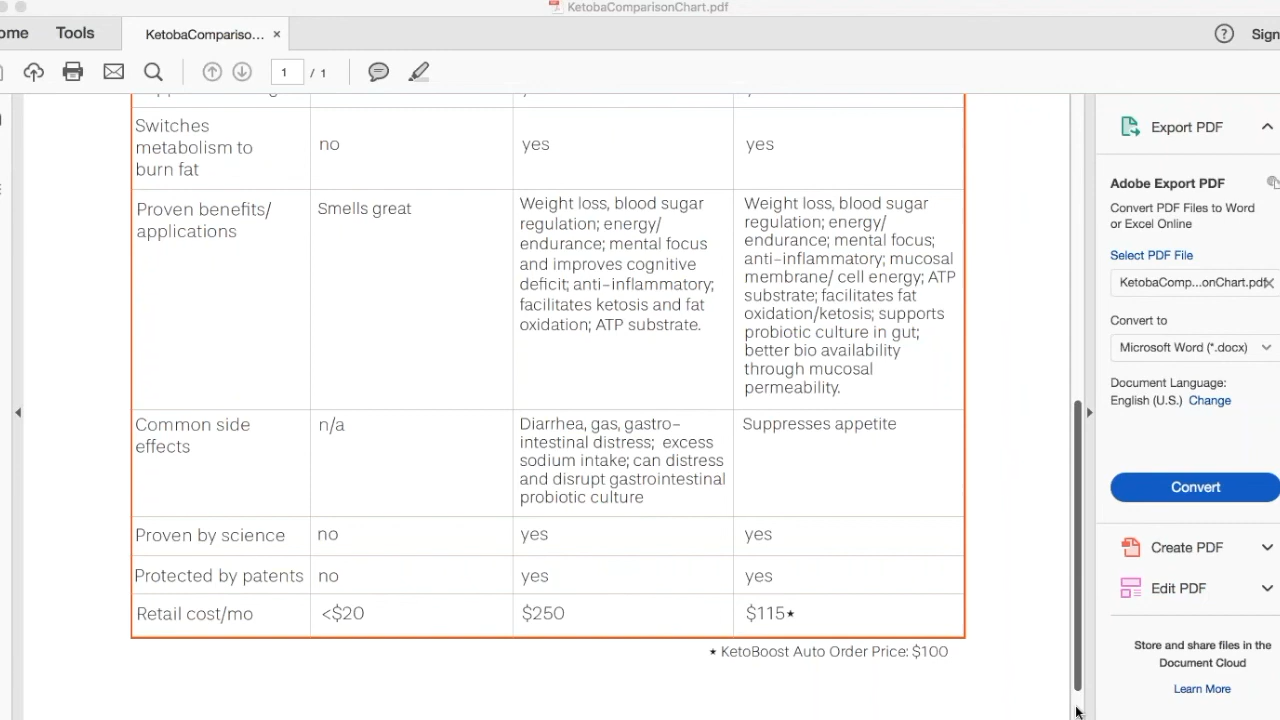 KetobaComparisonChart.pdf
ome Tools KetobaCompariso... × Sign
1 / 1
Switches
metabolism to
burn fat
no
yes
yes
Proven benefits/
applications
Smells great
Weight loss, blood sugar
regulation; energy/
endurance; mental focus
and improves cognitive
deficit; anti-inflammatory;
facilitates ketosis and fat
oxidation; ATP substrate.
Weight loss, blood sugar
regulation; energy/
endurance; mental focus;
anti-inflammatory; mucosal
membrane/ cell energy; ATP
substrate; facilitates fat
oxidation/ketosis; supports
probiotic culture in gut;
better bio availability
through mucosal
permeability.
Common side
effects
n/a
Diarrhea, gas, gastro-
intestinal distress; excess
sodium intake; can distress
and disrupt gastrointestinal
probiotic culture
Suppresses appetite
Proven by science no yes yes
Protected by patents no yes yes
Retail cost/mo <$20 $250 $115★
★ KetoBoost Auto Order Price: $100
Export PDF
Adobe Export PDF
Convert PDF Files to Word
or Excel Online
Select PDF File
KetobaComp...onChart.pdf
Convert to
Microsoft Word (*.docx)
Document Language:
English (U.S.) Change
Convert
Create PDF
Edit PDF
Store and share files in the
Document Cloud
Learn More